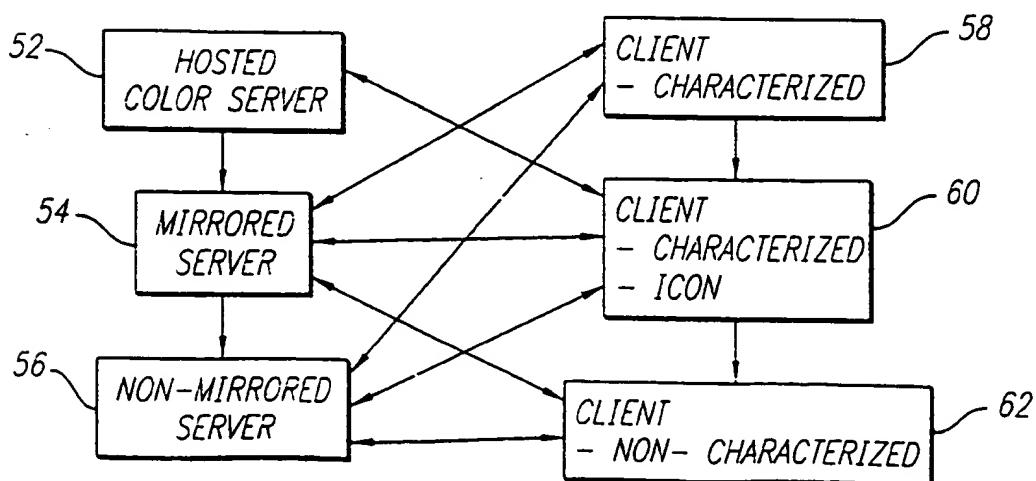 52
HOSTED
COLOR SERVER
58
CLIENT
- CHARACTERIZED
54
MIRRORED
SERVER
60
CLIENT
- CHARACTERIZED
- ICON
56
NON-MIRRORED
SERVER
62
CLIENT
- NON- CHARACTERIZED